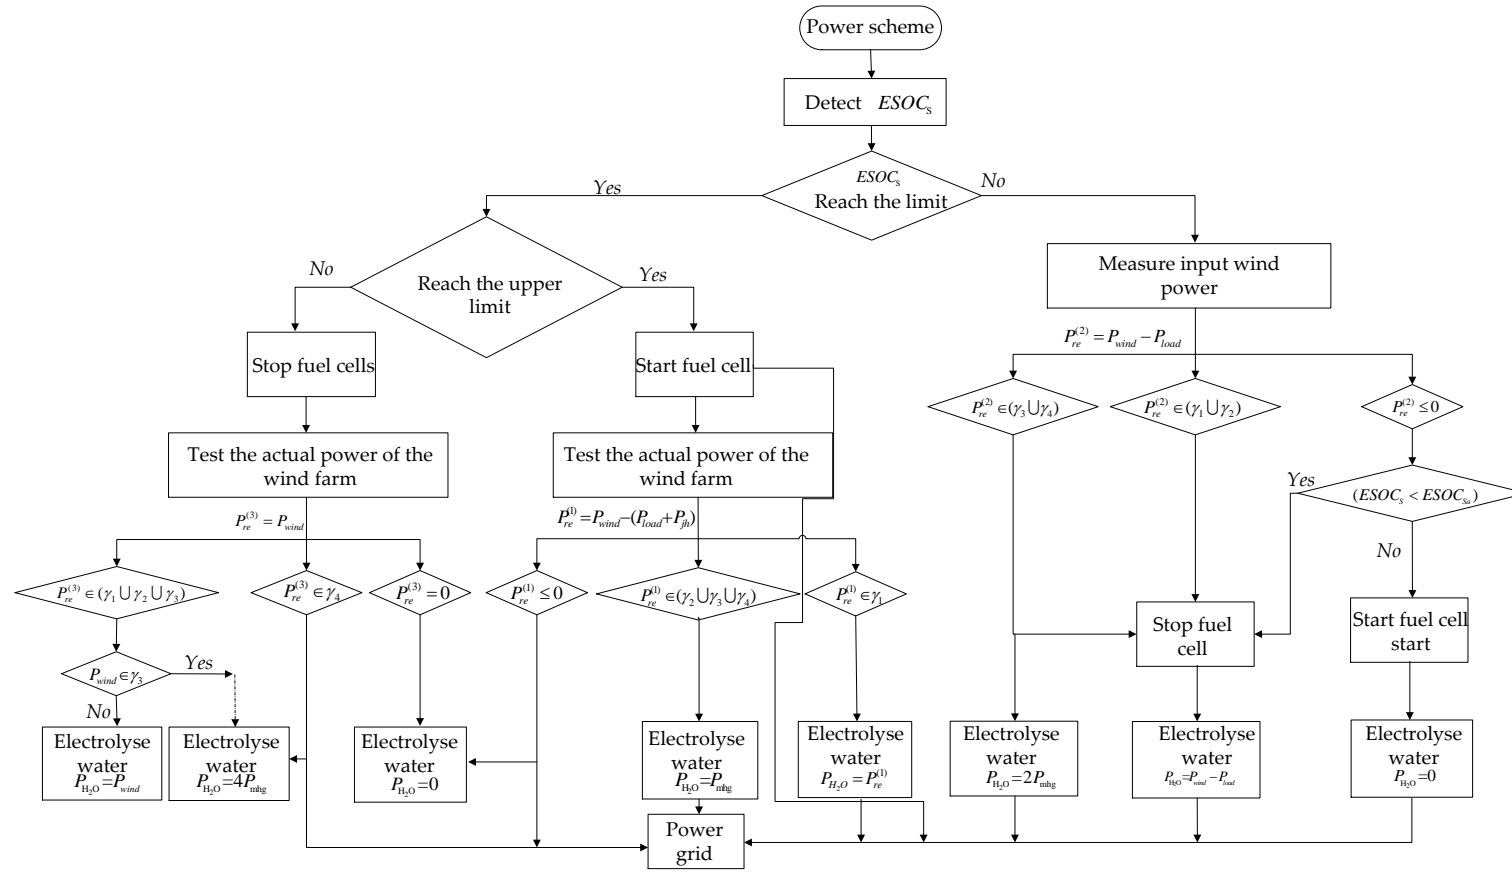 Power scheme
Detect ESOCₛ
ESOCₛ
Reach the limit
Yes
No
Reach the upper
limit
No
Yes
Measure input wind
power
Stop fuel cells
Start fuel cell
P_re^(2) = P_wind − P_load
P_re^(2) ∈ (γ₃ ∪ γ₄)
P_re^(2) ∈ (γ₁ ∪ γ₂)
P_re^(2) ≤ 0
Test the actual power of the
wind farm
Test the actual power of the
wind farm
Yes
(ESOC_S < ESOC_Sa)
No
P_re^(3) = P_wind
P_re^(1) = P_wind − (P_load + P_jh)
P_re^(3) ∈ (γ₁ ∪ γ₂ ∪ γ₃)
P_re^(3) ∈ γ₄
P_re^(3) = 0
P_re^(1) ≤ 0
P_re^(1) ∈ (γ₂ ∪ γ₃ ∪ γ₄)
P_re^(1) ∈ γ₁
Stop fuel
cell
Start fuel cell
start
P_wind ∈ γ₃
Yes
No
Electrolyse
water
P_H₂O = P_wind
Electrolyse
water
P_H₂O = 4P_mhg
Electrolyse
water
P_H₂O = 0
Electrolyse
water
P_H₂O = P_mhg
Electrolyse
water
P_H₂O = P_re^(1)
Electrolyse
water
P_H₂O = 2P_mhg
Electrolyse
water
P_H₂O = P_wind − P_load
Electrolyse
water
P_H₂O = 0
Power
grid